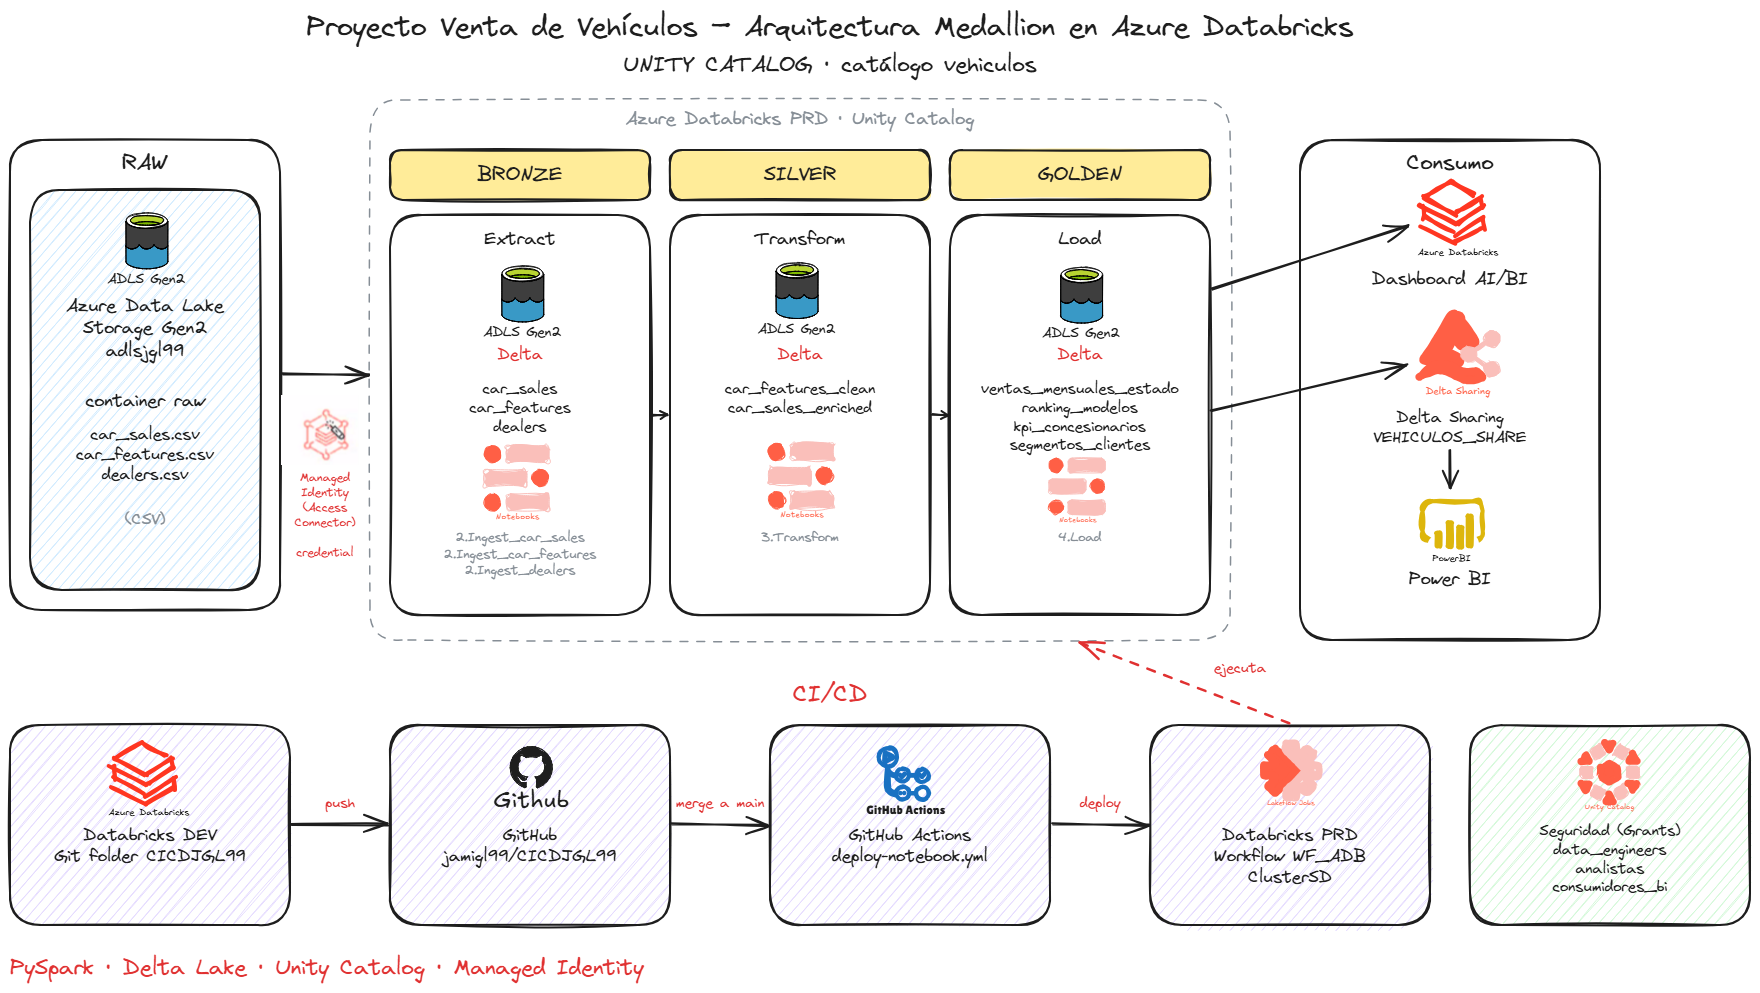 Proyecto Venta de Vehículos — Arquitectura Medallion en Azure Databricks
UNITY CATALOG · catálogo vehiculos
Azure Databricks PRD · Unity Catalog
RAW
ADLS Gen2
Azure Data Lake
Storage Gen2
adlsjgl99
container raw
car_sales.csv
car_features.csv
dealers.csv
(CSV)
Managed
Identity
(Access
Connector)
credential
BRONZE
Extract
ADLS Gen2
Delta
car_sales
car_features
dealers
Notebooks
2.Ingest_car_sales
2.Ingest_car_features
2.Ingest_dealers
SILVER
Transform
ADLS Gen2
Delta
car_features_clean
car_sales_enriched
Notebooks
3.Transform
GOLDEN
Load
ADLS Gen2
Delta
ventas_mensuales_estado
ranking_modelos
kpi_concesionarios
segmentos_clientes
Notebooks
4.Load
Consumo
Azure Databricks
Dashboard AI/BI
Delta Sharing
Delta Sharing
VEHICULOS_SHARE
PowerBI
Power BI
ejecuta
CI/CD
Azure Databricks
Databricks DEV
Git folder CICDJGL99
push
Github
GitHub
jamigl99/CICDJGL99
merge a main
GitHub Actions
GitHub Actions
deploy-notebook.yml
deploy
Lakeflow Jobs
Databricks PRD
Workflow WF_ADB
ClusterSD
Unity Catalog
Seguridad (Grants)
data_engineers
analistas
consumidores_bi
PySpark · Delta Lake · Unity Catalog · Managed Identity